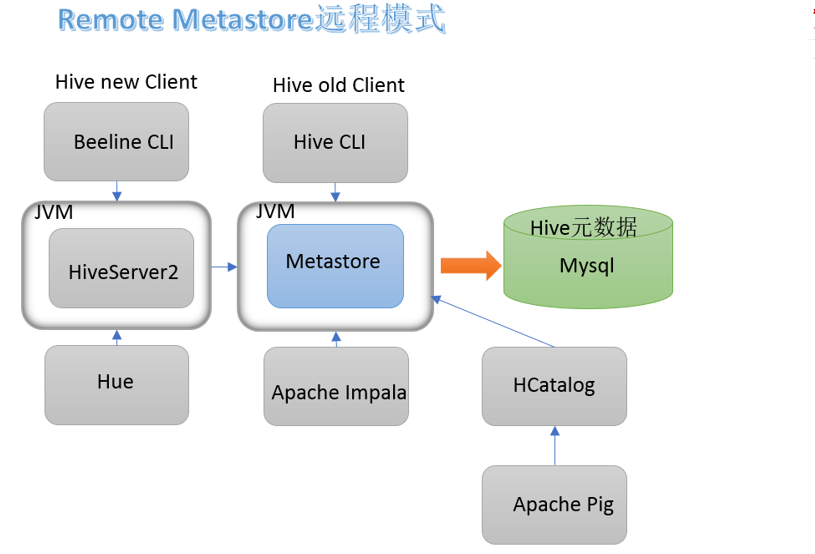 Remote Metastore远程模式
Hive new Client
Hive old Client
Beeline CLI
Hive CLI
JVM
JVM
HiveServer2
Metastore
Hive元数据
Mysql
Hue
Apache Impala
HCatalog
Apache Pig